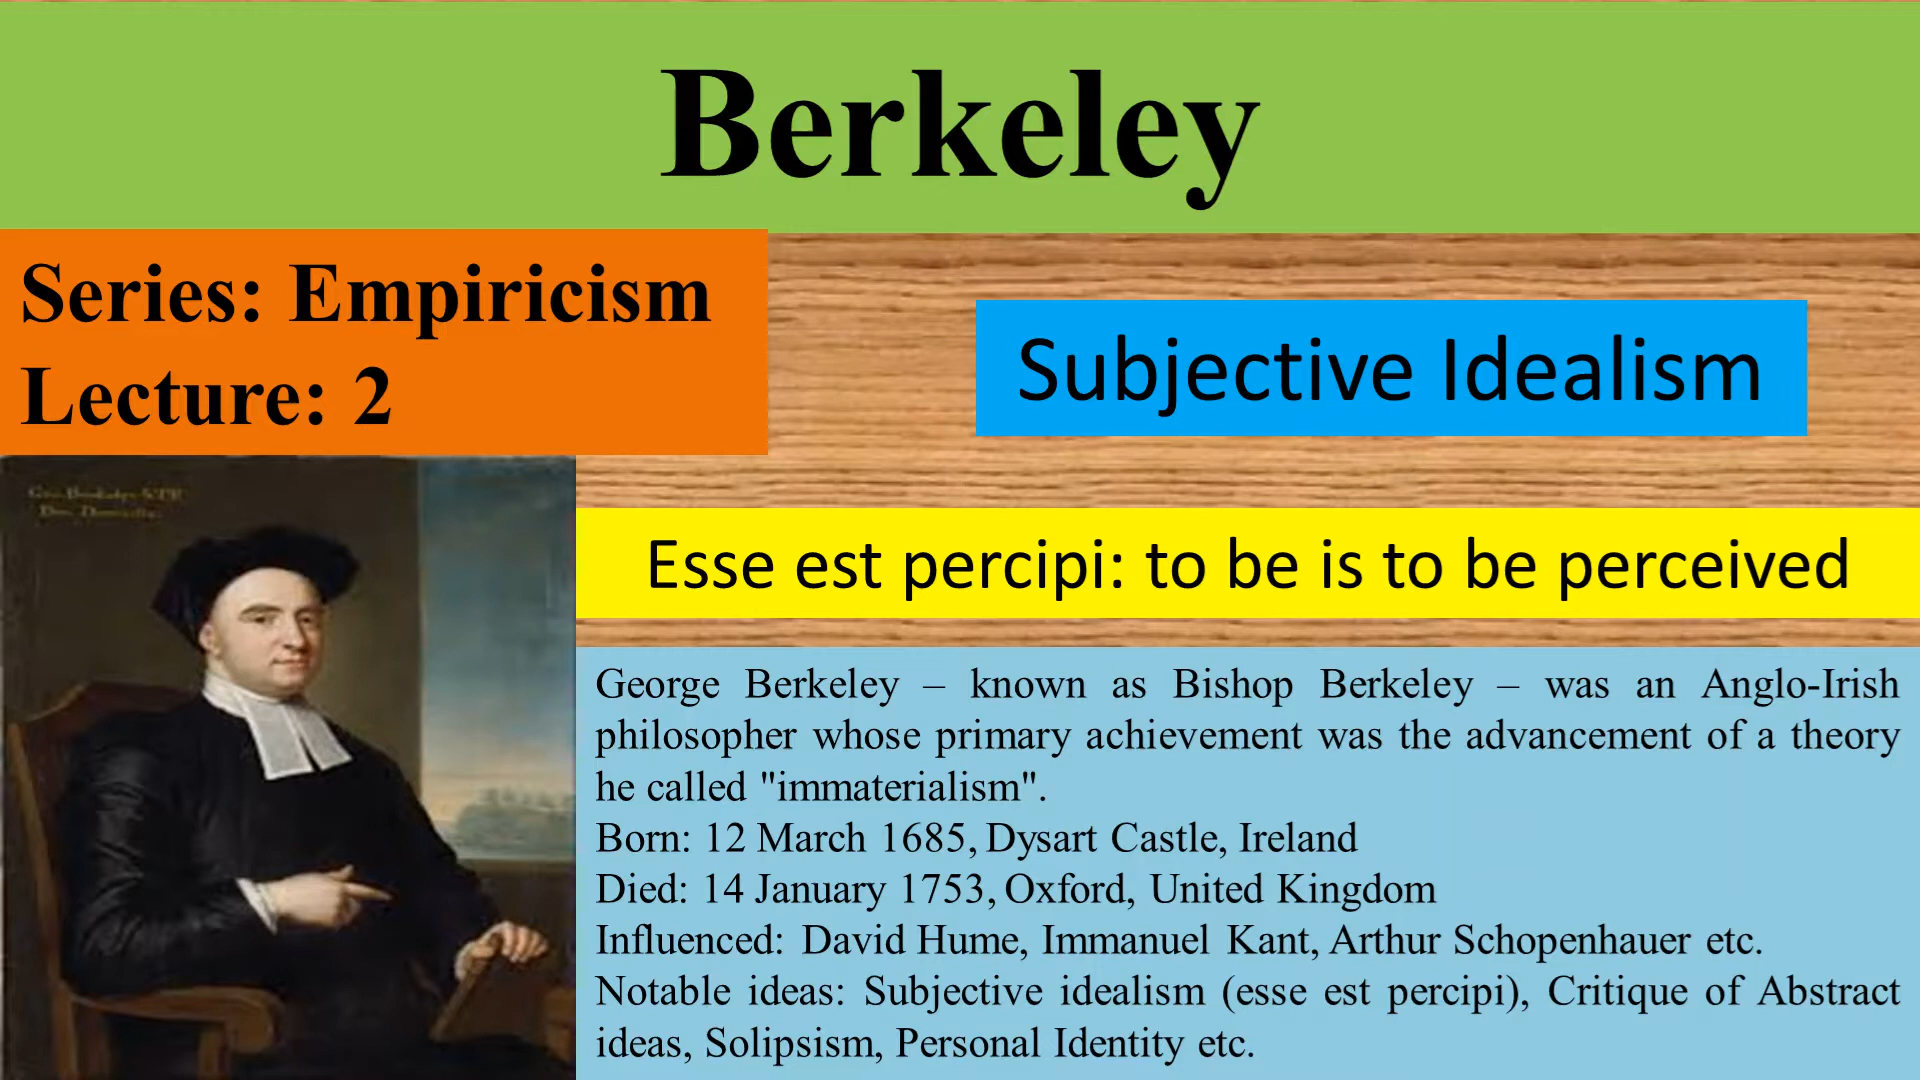 Berkeley
Series: Empiricism
Lecture: 2
Subjective Idealism
Esse est percipi: to be is to be perceived
George Berkeley – known as Bishop Berkeley – was an Anglo-Irish
philosopher whose primary achievement was the advancement of a theory
he called "immaterialism".
Born: 12 March 1685, Dysart Castle, Ireland
Died: 14 January 1753, Oxford, United Kingdom
Influenced: David Hume, Immanuel Kant, Arthur Schopenhauer etc.
Notable ideas: Subjective idealism (esse est percipi), Critique of Abstract
ideas, Solipsism, Personal Identity etc.